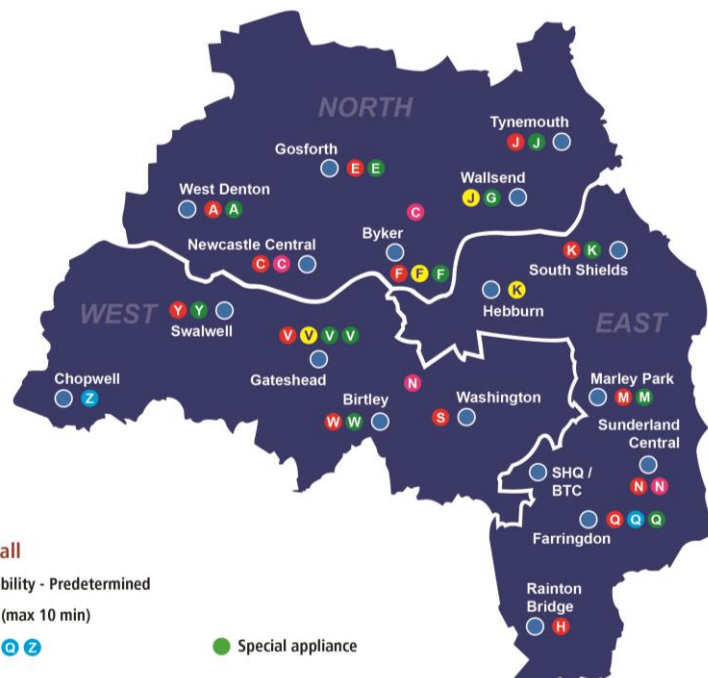 NORTH
Tynemouth
J J
Gosforth
E E
Wallsend
J G
West Denton
A A
C
Newcastle Central
C C
Byker
F F F
K K
South Shields
Hebburn
K
WEST
Y Y
Swalwell
EAST
V V V V
Gateshead
Chopwell
Z
N
Birtley
W W
Washington
S
Marley Park
M M
Sunderland
Central
N N
SHQ /
BTC
Q Q Q
Farringdon
Rainton
Bridge
H
all
bility - Predetermined
(max 10 min)
Q Z
Special appliance